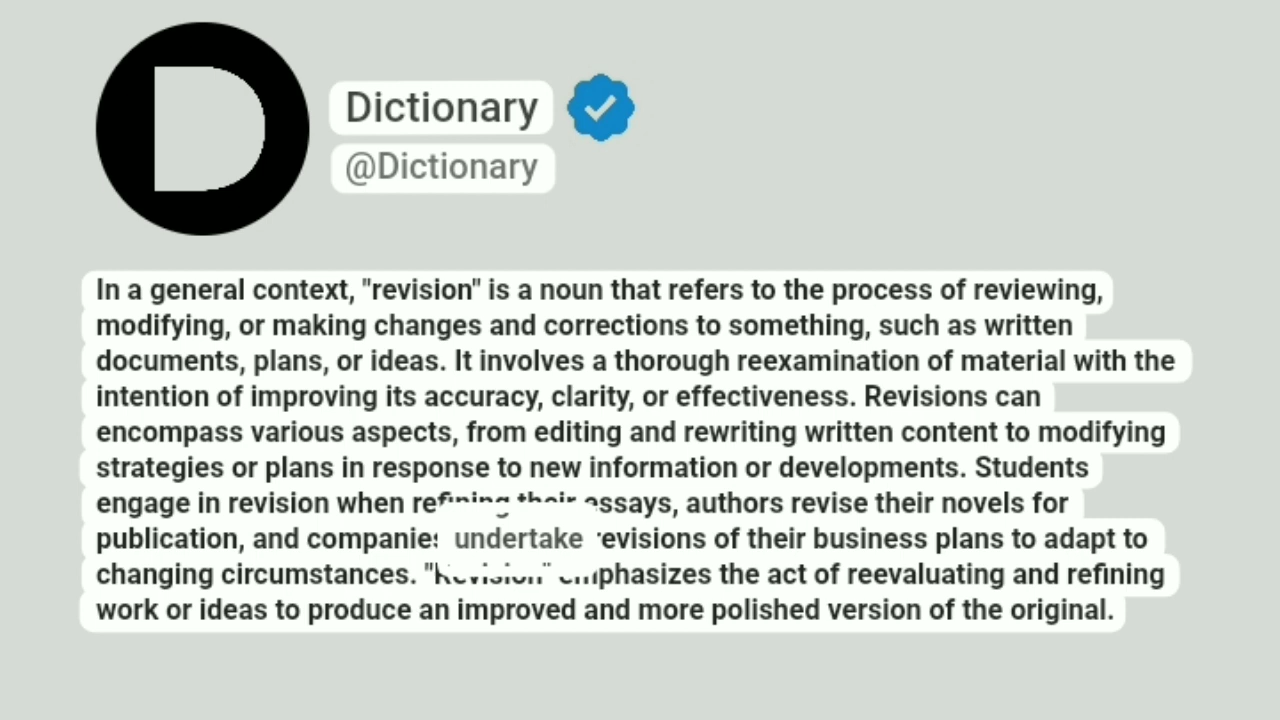 D
Dictionary
@Dictionary
In a general context, "revision" is a noun that refers to the process of reviewing,
modifying, or making changes and corrections to something, such as written
documents, plans, or ideas. It involves a thorough reexamination of material with the
intention of improving its accuracy, clarity, or effectiveness. Revisions can
encompass various aspects, from editing and rewriting written content to modifying
strategies or plans in response to new information or developments. Students
engage in revision when refining their essays, authors revise their novels for
publication, and companies undertake revisions of their business plans to adapt to
changing circumstances. "Revision" emphasizes the act of reevaluating and refining
work or ideas to produce an improved and more polished version of the original.